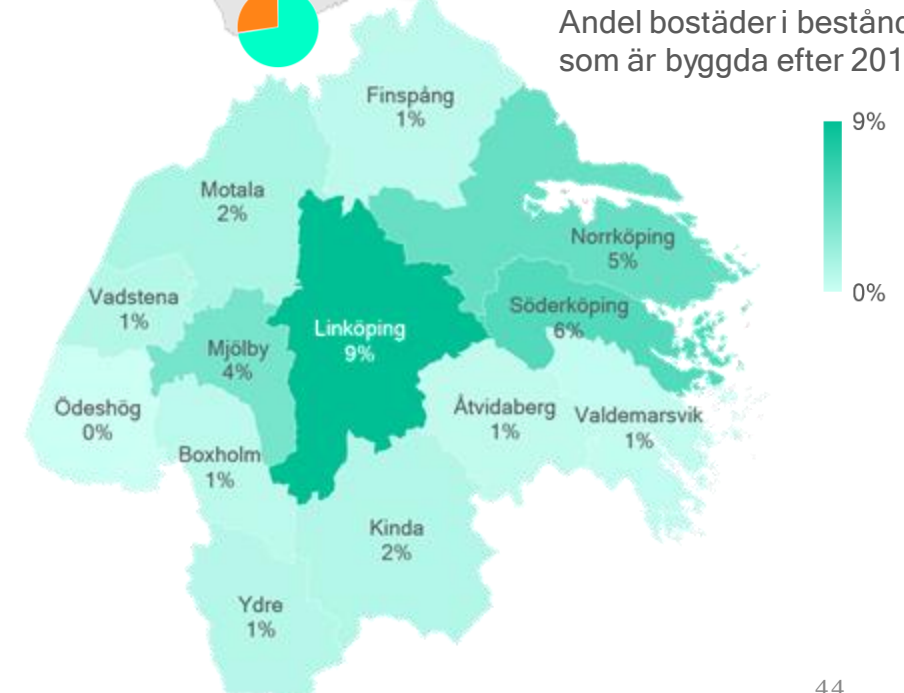 Andel bostäder i bestånd
som är byggda efter 201
9%
0%
Finspång
1%
Motala
2%
Norrköping
5%
Vadstena
1%
Söderköping
6%
Linköping
9%
Mjölby
4%
Ödeshög
0%
Åtvidaberg
1%
Valdemarsvik
1%
Boxholm
1%
Kinda
2%
Ydre
1%
44